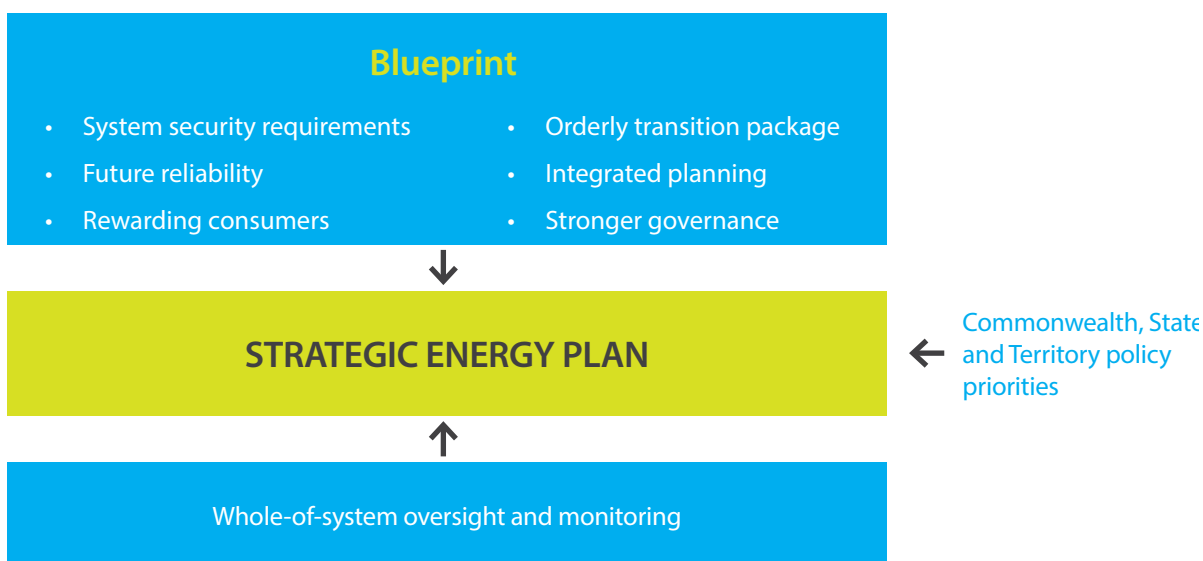 Blueprint
• System security requirements
• Future reliability
• Rewarding consumers
• Orderly transition package
• Integrated planning
• Stronger governance
STRATEGIC ENERGY PLAN
Commonwealth, State
and Territory policy
priorities
Whole-of-system oversight and monitoring